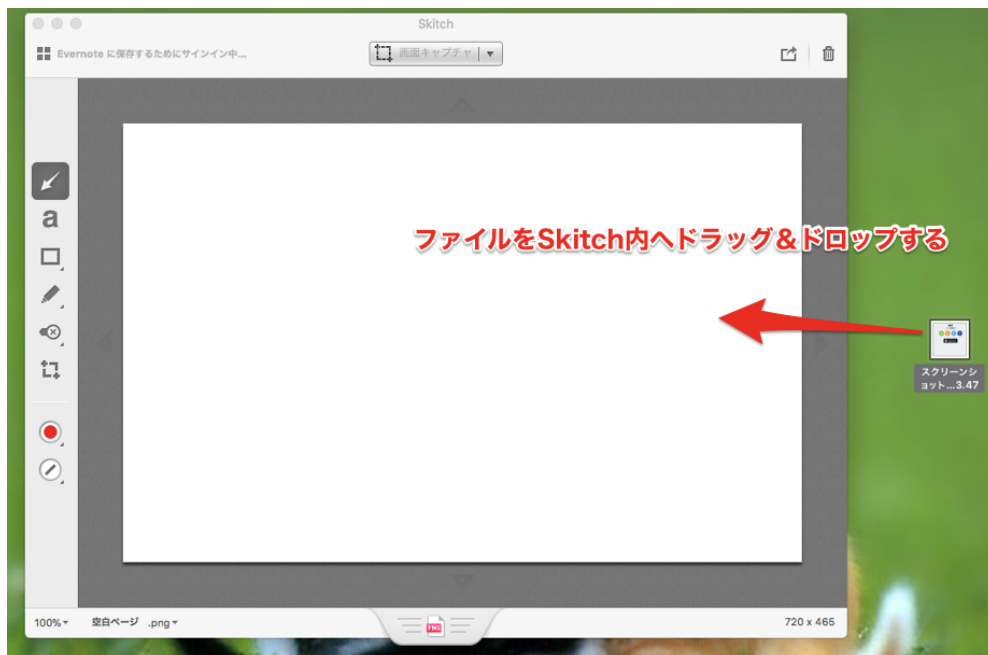 Skitch
Evernote に保存するためにサインイン中...
画面キャプチャ
a
ファイルをSkitch内へドラッグ&ドロップする
スクリーンシ
ョット...3.47
100%
空白ページ .png
PNG
720 x 465